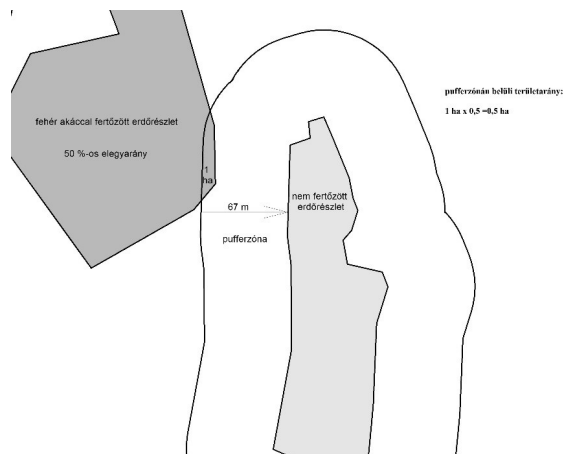 pufferzónán belüli területarány:
1 ha x 0,5 =0,5 ha
fehér akáccal fertőzött erdőrészlet
50 %-os elegyarány
1
ha
nem fertőzött
erdőrészlet
67 m
pufferzóna